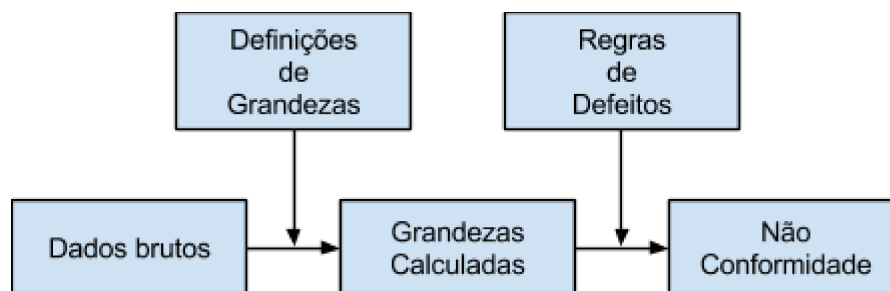 Definições
de
Grandezas
Regras
de
Defeitos
Dados brutos
Grandezas
Calculadas
Não
Conformidade